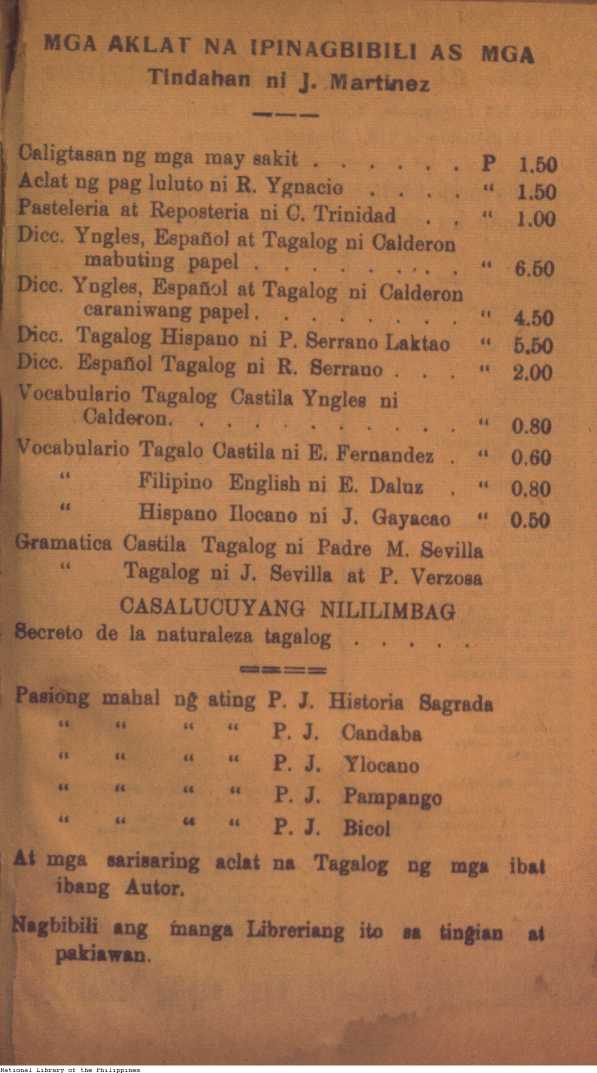 MGA AKLAT NA IPINAGBIBILI AS MGA
Tindahan ni J. Martinez
Caligtasan ng mga may sakit . . . . . . P 1.50
Aclat ng pag luluto ni R. Ygnacio . . . . “ 1.50
Pasteleria at Reposteria ni C. Trinidad . . “ 1.00
Dicc. Yngles, Español at Tagalog ni Calderon
mabuting papel . . . . . . . . . “ 6.50
Dicc. Yngles, Español at Tagalog ni Calderon
caraniwang papel . . . . . . . . “ 4.50
Dicc. Tagalog Hispano ni P. Serrano Laktao “ 5.50
Dicc. Español Tagalog ni R. Serrano . . . “ 2.00
Vocabulario Tagalog Castila Yngles ni
Calderon. . . . . . . . . . . “ 0.80
Vocabulario Tagalo Castila ni E. Fernandez . “ 0.60
“ Filipino English ni E. Daluz . “ 0.80
“ Hispano Ilocano ni J. Gayacao “ 0.50
Gramatica Castila Tagalog ni Padre M. Sevilla
“ Tagalog ni J. Sevilla at P. Verzosa
CASALUCUYANG NILILIMBAG
Secreto de la naturaleza tagalog . . . . .
Pasiong mahal ng̃ ating P. J. Historia Sagrada
“ “ “ “ P. J. Candaba
“ “ “ “ P. J. Ylocano
“ “ “ “ P. J. Pampango
“ “ “ “ P. J. Bicol
At mga sarisaring aclat na Tagalog ng mga ibat
ibang Autor.
Nagbibili ang manga Libreriang ito sa tingian at
pakiawan.
National Library of the Philippines